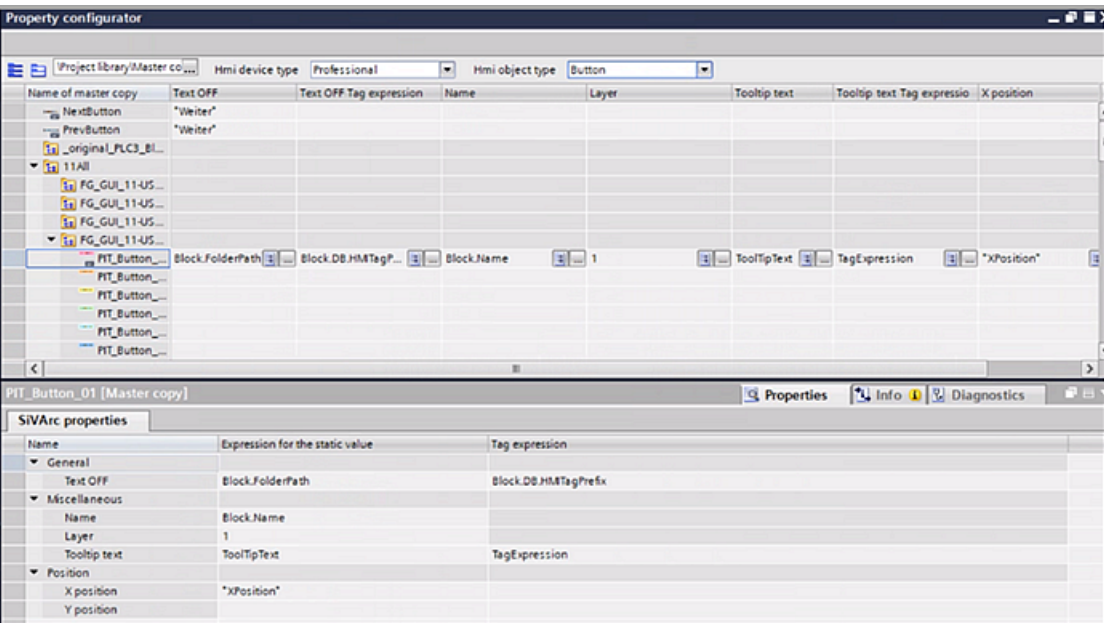 Property configurator
\Project library\Master co... Hmi device type Professional Hmi object type Button
Name of master copy Text OFF Text OFF Tag expression Name Layer Tooltip text Tooltip text Tag expressio X position
NextButton "Weiter"
PrevButton "Weiter"
_original_PLC3_Bl...
11All
FG_GUI_11-US...
FG_GUI_11-US...
FG_GUI_11-US...
FG_GUI_11-US...
PIT_Button_... Block.FolderPath ... Block.DB.HMITagP... ... Block.Name ... 1 ... ToolTipText ... TagExpression ... "XPosition"
PIT_Button_...
PIT_Button_...
PIT_Button_...
PIT_Button_...
PIT_Button_...
PIT_Button_01 [Master copy] Properties Info Diagnostics
SiVArc properties
Name Expression for the static value Tag expression
General
Text OFF Block.FolderPath Block.DB.HMITagPrefix
Miscellaneous
Name Block.Name
Layer 1
Tooltip text ToolTipText TagExpression
Position
X position "XPosition"
Y position